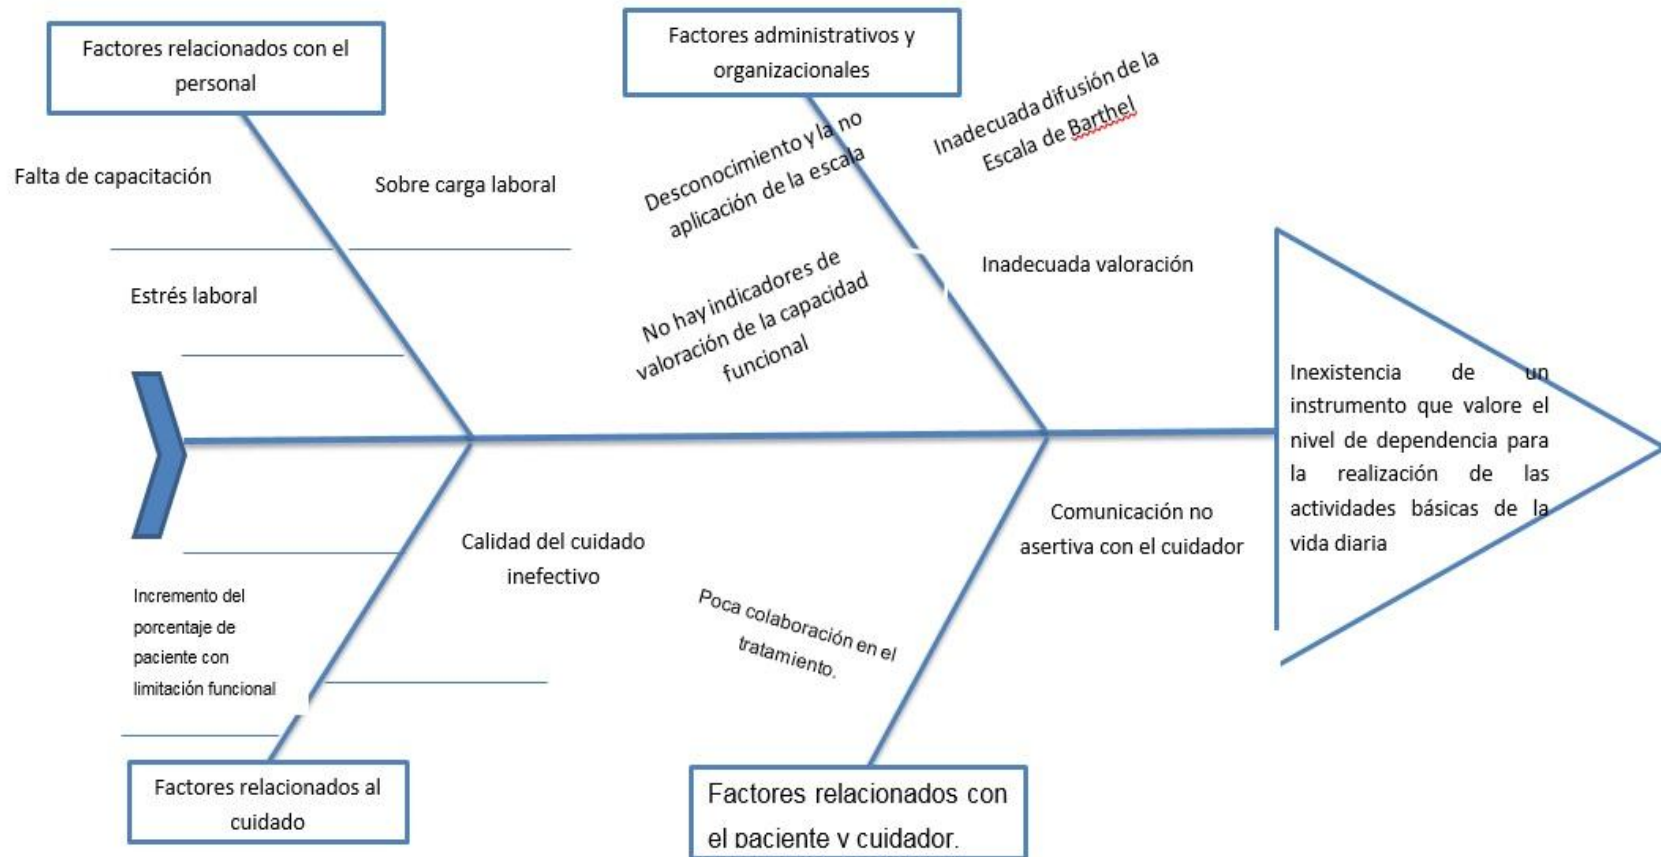 Factores relacionados con el
personal
Factores administrativos y
organizacionales
Inadecuada difusión de la
Escala de Barthel
Desconocimiento y la no
aplicación de la escala
Falta de capacitación
Sobre carga laboral
Estrés laboral
No hay indicadores de
valoración de la capacidad
funcional
Inadecuada valoración
Inexistencia de un
instrumento que valore el
nivel de dependencia para
la realización de las
actividades básicas de la
vida diaria
Calidad del cuidado
inefectivo
Comunicación no
asertiva con el cuidador
Incremento del
porcentaje de
paciente con
limitación funcional
Poca colaboración en el
tratamiento.
Factores relacionados al
cuidado
Factores relacionados con
el paciente y cuidador.